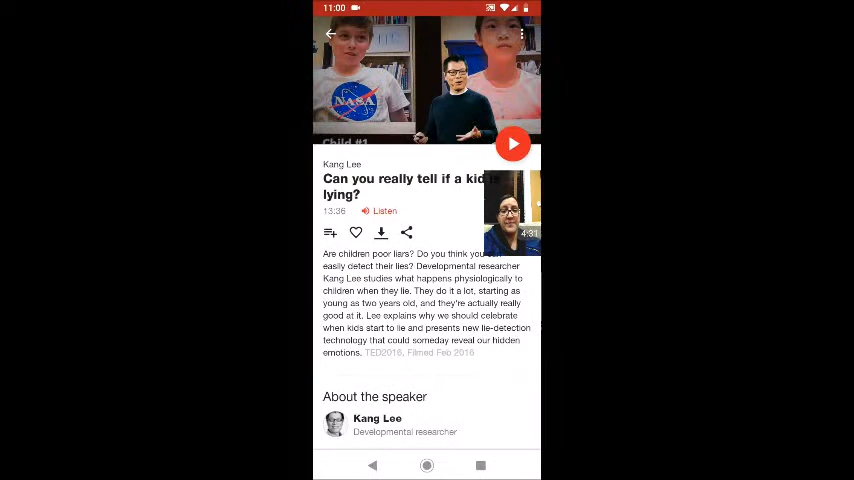 11:00
NASA
Child #1
Kang Lee
Can you really tell if a kid is
lying?
13:36 Listen
4:31
Are children poor liars? Do you think you can
easily detect their lies? Developmental researcher
Kang Lee studies what happens physiologically to
children when they lie. They do it a lot, starting as
young as two years old, and they're actually really
good at it. Lee explains why we should celebrate
when kids start to lie and presents new lie-detection
technology that could someday reveal our hidden
emotions. TED2016, Filmed Feb 2016
About the speaker
Kang Lee
Developmental researcher